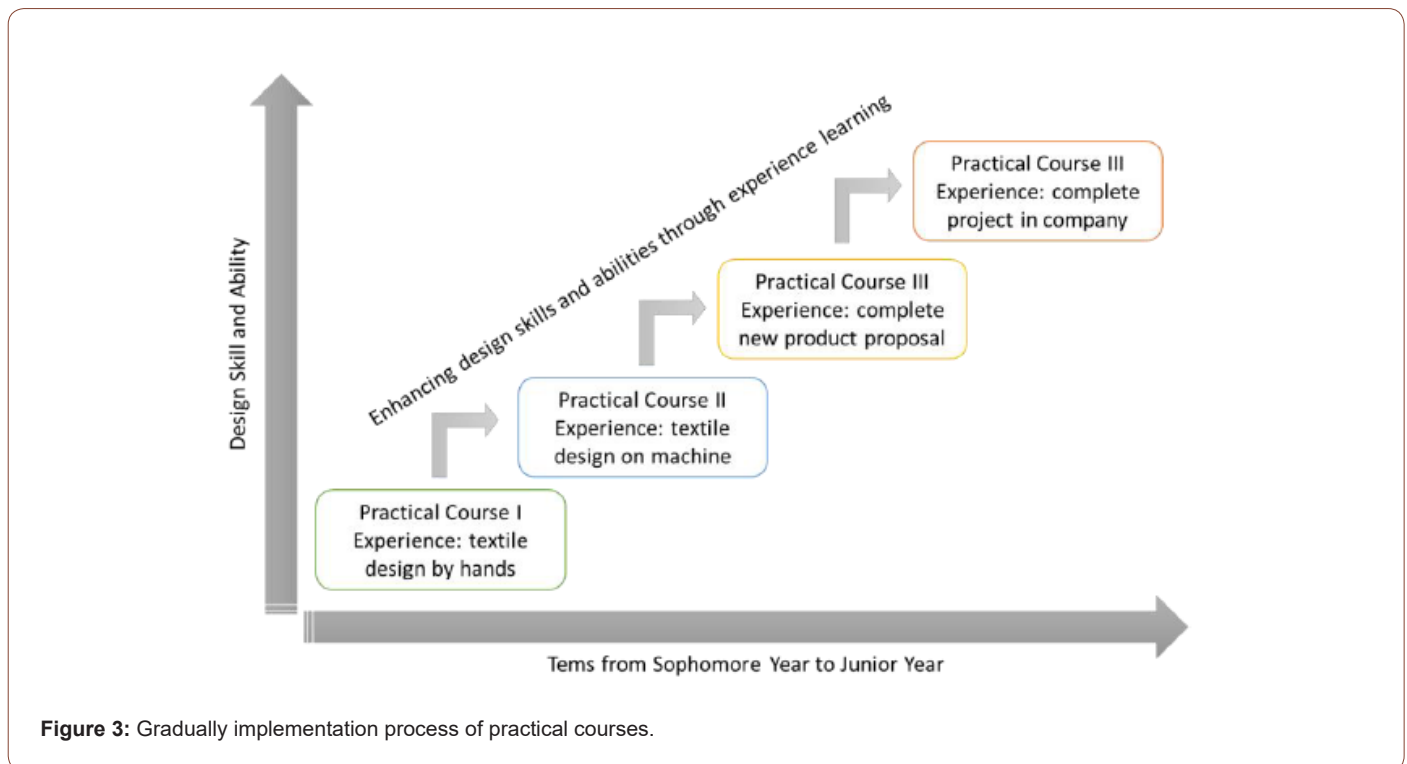 Design Skill and Ability
Enhancing design skills and abilities through experience learning
Practical Course III
Experience: complete
project in company
Practical Course III
Experience: complete
new product proposal
Practical Course II
Experience: textile
design on machine
Practical Course I
Experience: textile
design by hands
Tems from Sophomore Year to Junior Year
Figure 3: Gradually implementation process of practical courses.